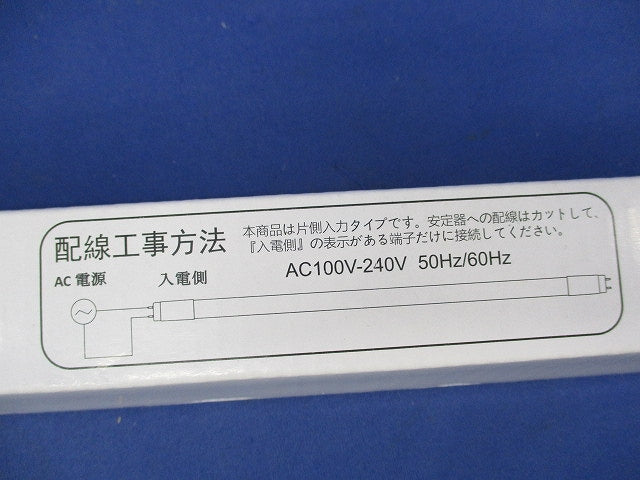 配線工事方法
本商品は片側入力タイプです。安定器への配線はカットして、
『入電側』の表示がある端子だけに接続してください。
AC 電源
入電側
AC100V-240V 50Hz/60Hz